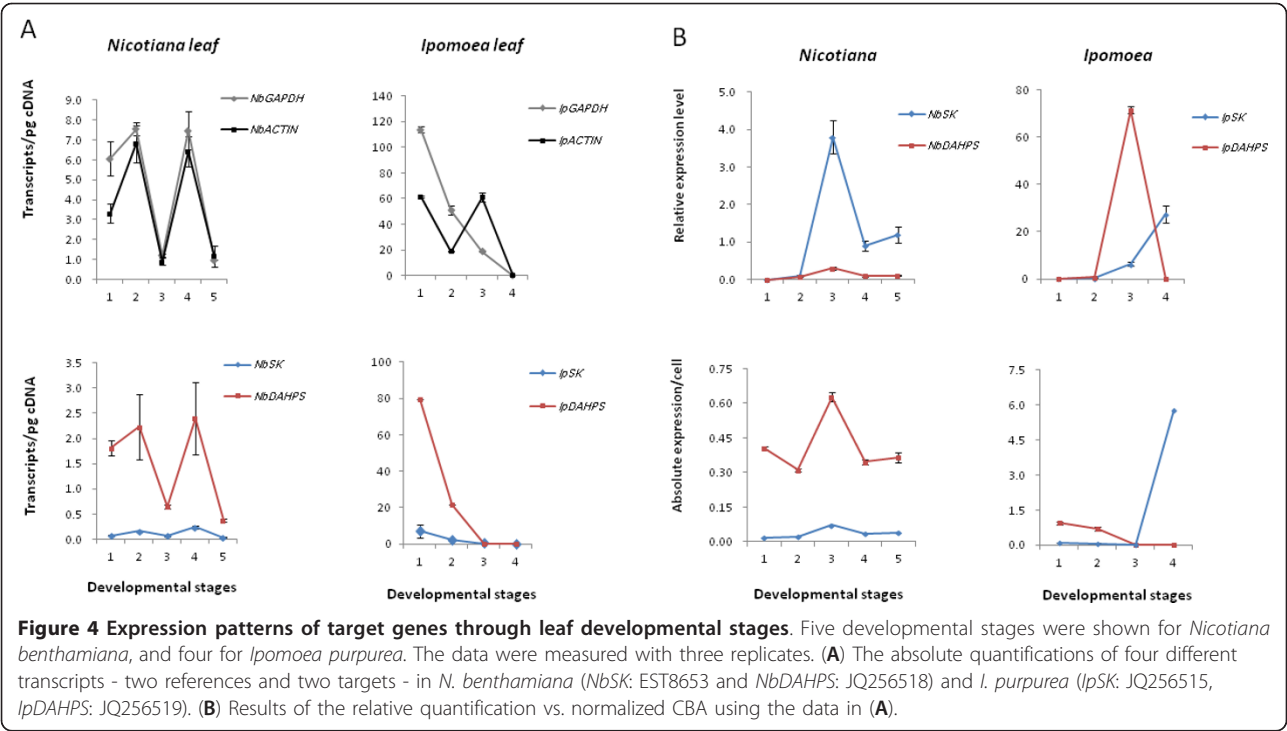 A
Nicotiana leaf
Ipomoea leaf
Transcripts/pg cDNA
9.0
8.0
7.0
6.0
5.0
4.0
3.0
2.0
1.0
0.0
1 2 3 4 5
NbGAPDH
NbACTIN
140
120
100
80
60
40
20
0
1 2 3 4
IpGAPDH
IpACTIN
Transcripts/pg cDNA
3.5
3.0
2.5
2.0
1.5
1.0
0.5
0.0
1 2 3 4 5
NbSK
NbDAHPS
Developmental stages
100
80
60
40
20
0
1 2 3 4
IpSK
IpDAHPS
Developmental stages
B
Nicotiana
Ipomoea
Relative expression level
5.0
4.0
3.0
2.0
1.0
0.0
1 2 3 4 5
NbSK
NbDAHPS
80
60
40
20
0
1 2 3 4
IpSK
IpDAHPS
Absolute expression/cell
0.75
0.60
0.45
0.30
0.15
0.00
1 2 3 4 5
Developmental stages
7.5
6.0
4.5
3.0
1.5
0.0
1 2 3 4
Developmental stages
Figure 4 Expression patterns of target genes through leaf developmental stages. Five developmental stages were shown for Nicotiana
benthamiana, and four for Ipomoea purpurea. The data were measured with three replicates. (A) The absolute quantifications of four different
transcripts - two references and two targets - in N. benthamiana (NbSK: EST8653 and NbDAHPS: JQ256518) and I. purpurea (IpSK: JQ256515,
IpDAHPS: JQ256519). (B) Results of the relative quantification vs. normalized CBA using the data in (A).